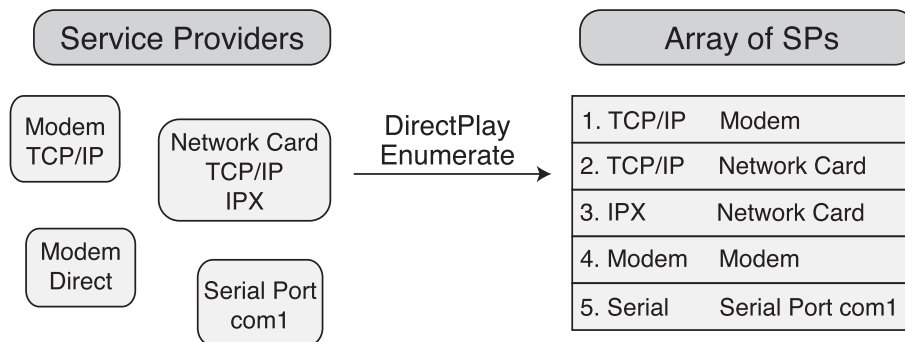 Service Providers
Array of SPs
Modem
TCP/IP
Network Card
TCP/IP
IPX
Modem
Direct
Serial Port
com1
DirectPlay
Enumerate
1. TCP/IP Modem
2. TCP/IP Network Card
3. IPX Network Card
4. Modem Modem
5. Serial Serial Port com1